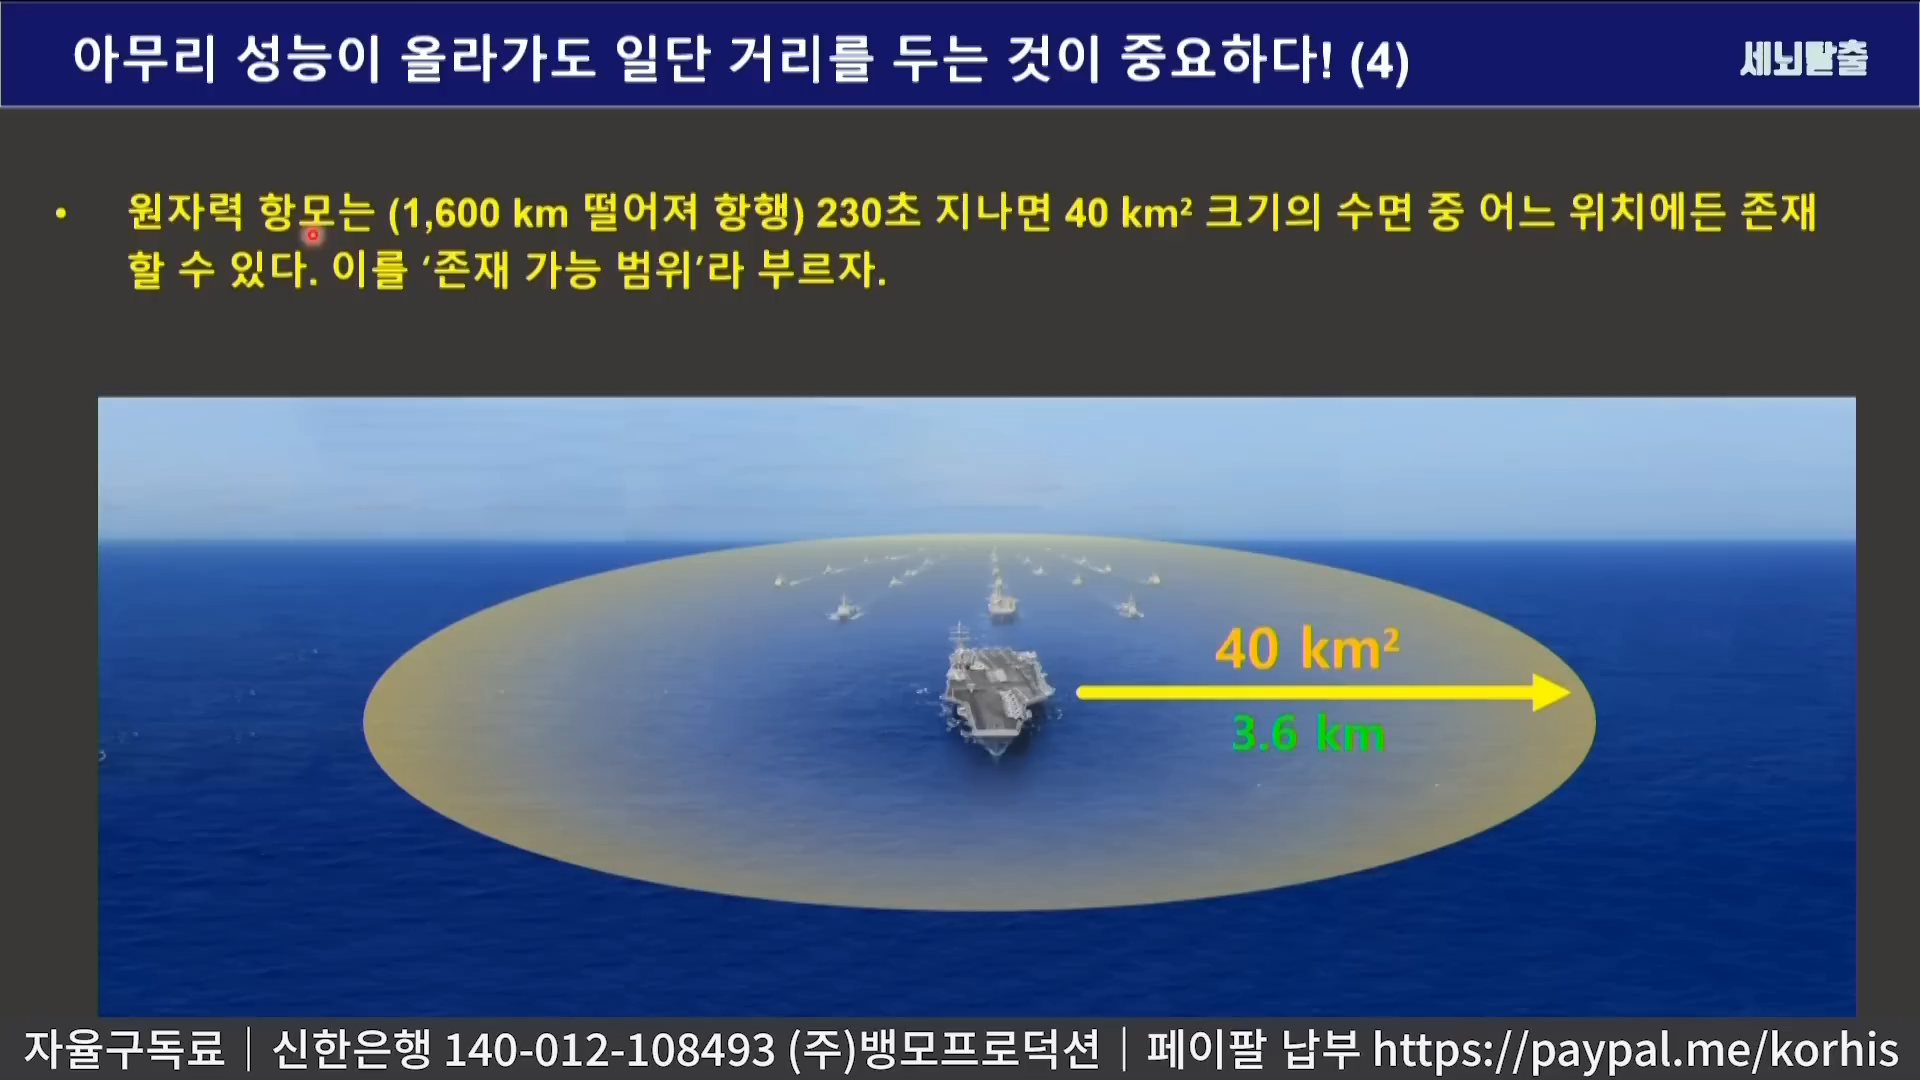 아무리 성능이 올라가도 일단 거리를 두는 것이 중요하다! (4)
세뇌탈출
• 원자력 항모는 (1,600 km 떨어져 항행) 230초 지나면 40 km² 크기의 수면 중 어느 위치에든 존재
할 수 있다. 이를 ‘존재 가능 범위’라 부르자.
40 km²
3.6 km
자율구독료│신한은행 140-012-108493 (주)뱅모프로덕션│페이팔 납부 https://paypal.me/korhis